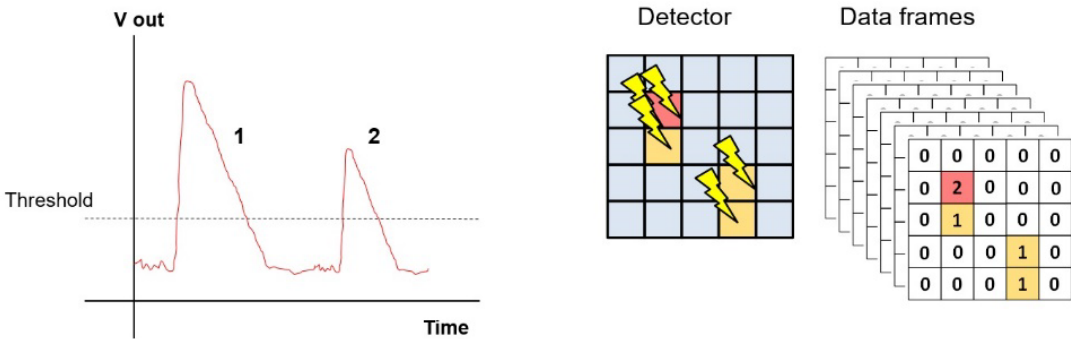 V out
1
2
Threshold
Time
Detector
Data frames
0 0 0 0 0
0 2 0 0 0
0 1 0 0 0
0 0 0 1 0
0 0 0 1 0